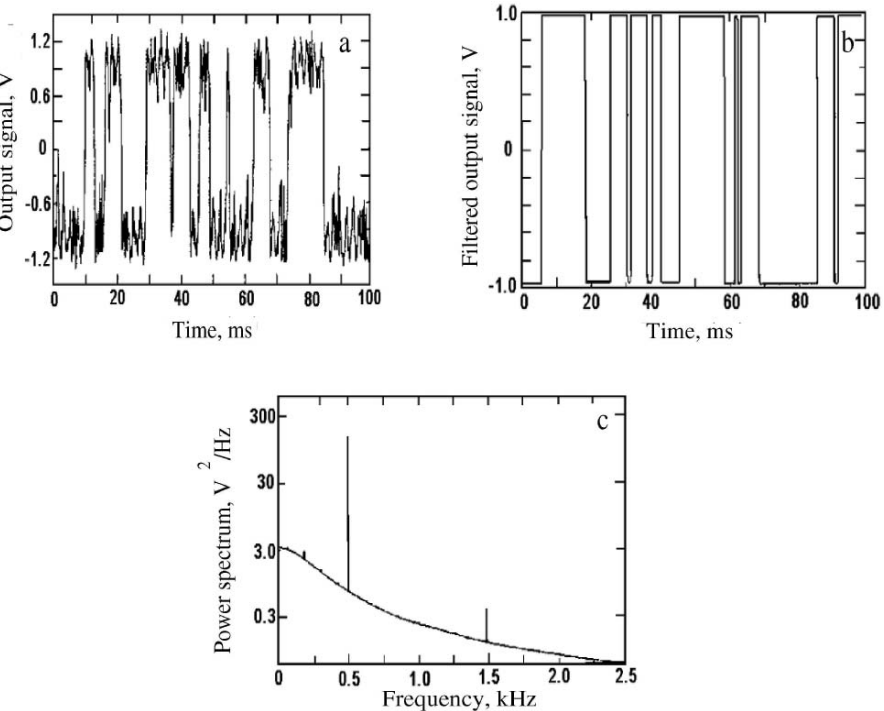 a
Output signal, V
1.2
0.6
0
-0.6
-1.2
0 20 40 60 80 100
Time, ms
b
Filtered output signal, V
1.0
0
-1.0
0 20 40 60 80 100
Time, ms
c
Power spectrum, V²/Hz
300
30
3.0
0.3
0 0.5 1.0 1.5 2.0 2.5
Frequency, kHz